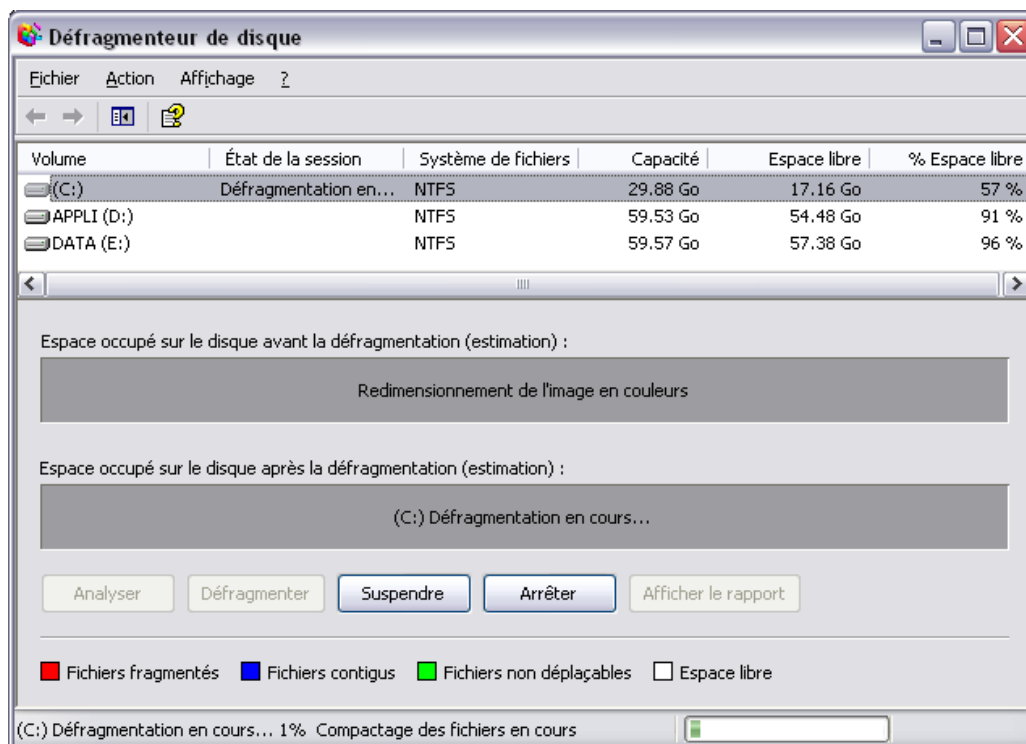 Défragmenteur de disque
Fichier Action Affichage ?
Volume État de la session Système de fichiers Capacité Espace libre % Espace libre
(C:) Défragmentation en... NTFS 29.88 Go 17.16 Go 57 %
APPLI (D:) NTFS 59.53 Go 54.48 Go 91 %
DATA (E:) NTFS 59.57 Go 57.38 Go 96 %
Espace occupé sur le disque avant la défragmentation (estimation) :
Redimensionnement de l'image en couleurs
Espace occupé sur le disque après la défragmentation (estimation) :
(C:) Défragmentation en cours...
Analyser Défragmenter Suspendre Arrêter Afficher le rapport
Fichiers fragmentés Fichiers contigus Fichiers non déplaçables Espace libre
(C:) Défragmentation en cours... 1% Compactage des fichiers en cours